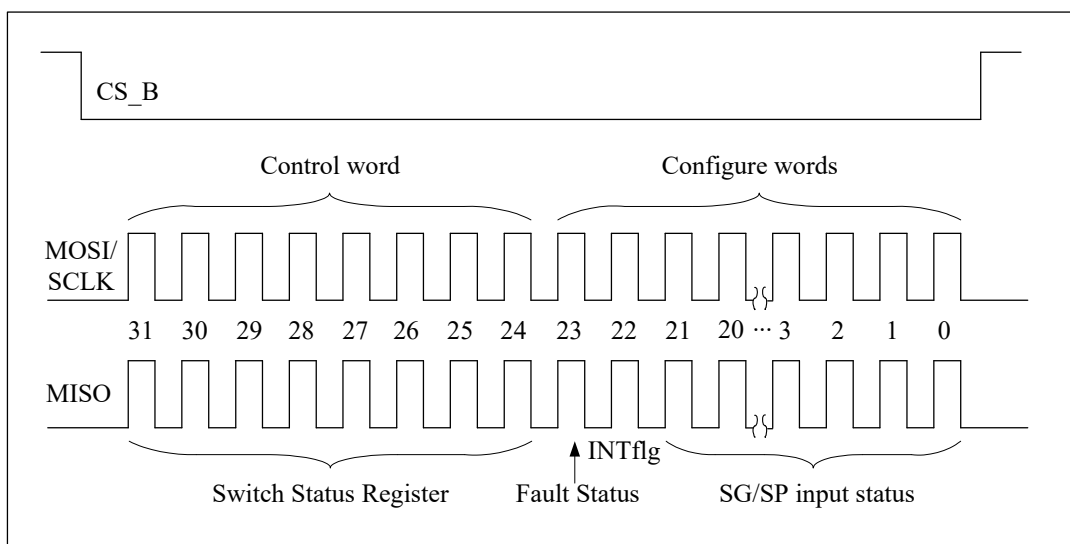 CS_B
Control word Configure words
MOSI/
SCLK
31 30 29 28 27 26 25 24 23 22 21 20 ··· 3 2 1 0
MISO
INTflg
Switch Status Register Fault Status SG/SP input status